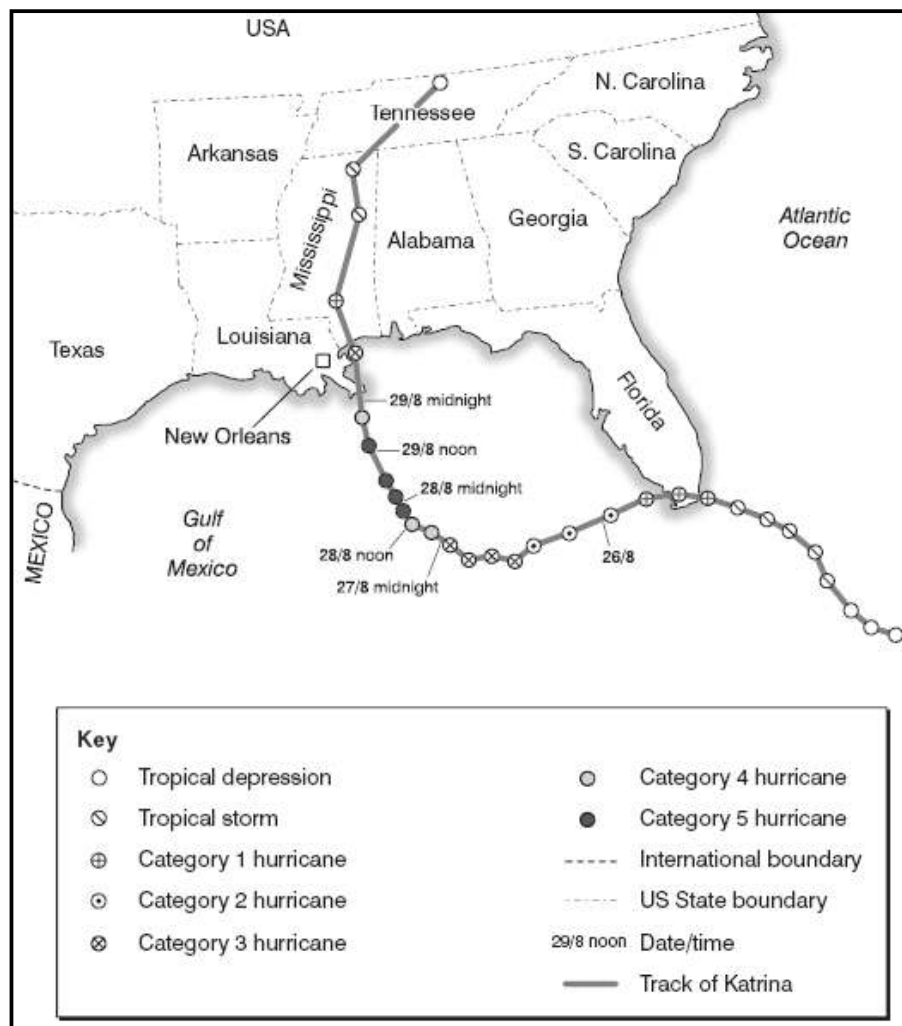 USA
N. Carolina
Tennessee
Arkansas
S. Carolina
Mississippi
Georgia
Atlantic
Ocean
Alabama
Louisiana
Texas
Florida
29/8 midnight
New Orleans
29/8 noon
28/8 midnight
MEXICO
Gulf
of
Mexico
28/8 noon
26/8
27/8 midnight
Key
Tropical depression
Tropical storm
Category 1 hurricane
Category 2 hurricane
Category 3 hurricane
Category 4 hurricane
Category 5 hurricane
International boundary
US State boundary
29/8 noon Date/time
Track of Katrina